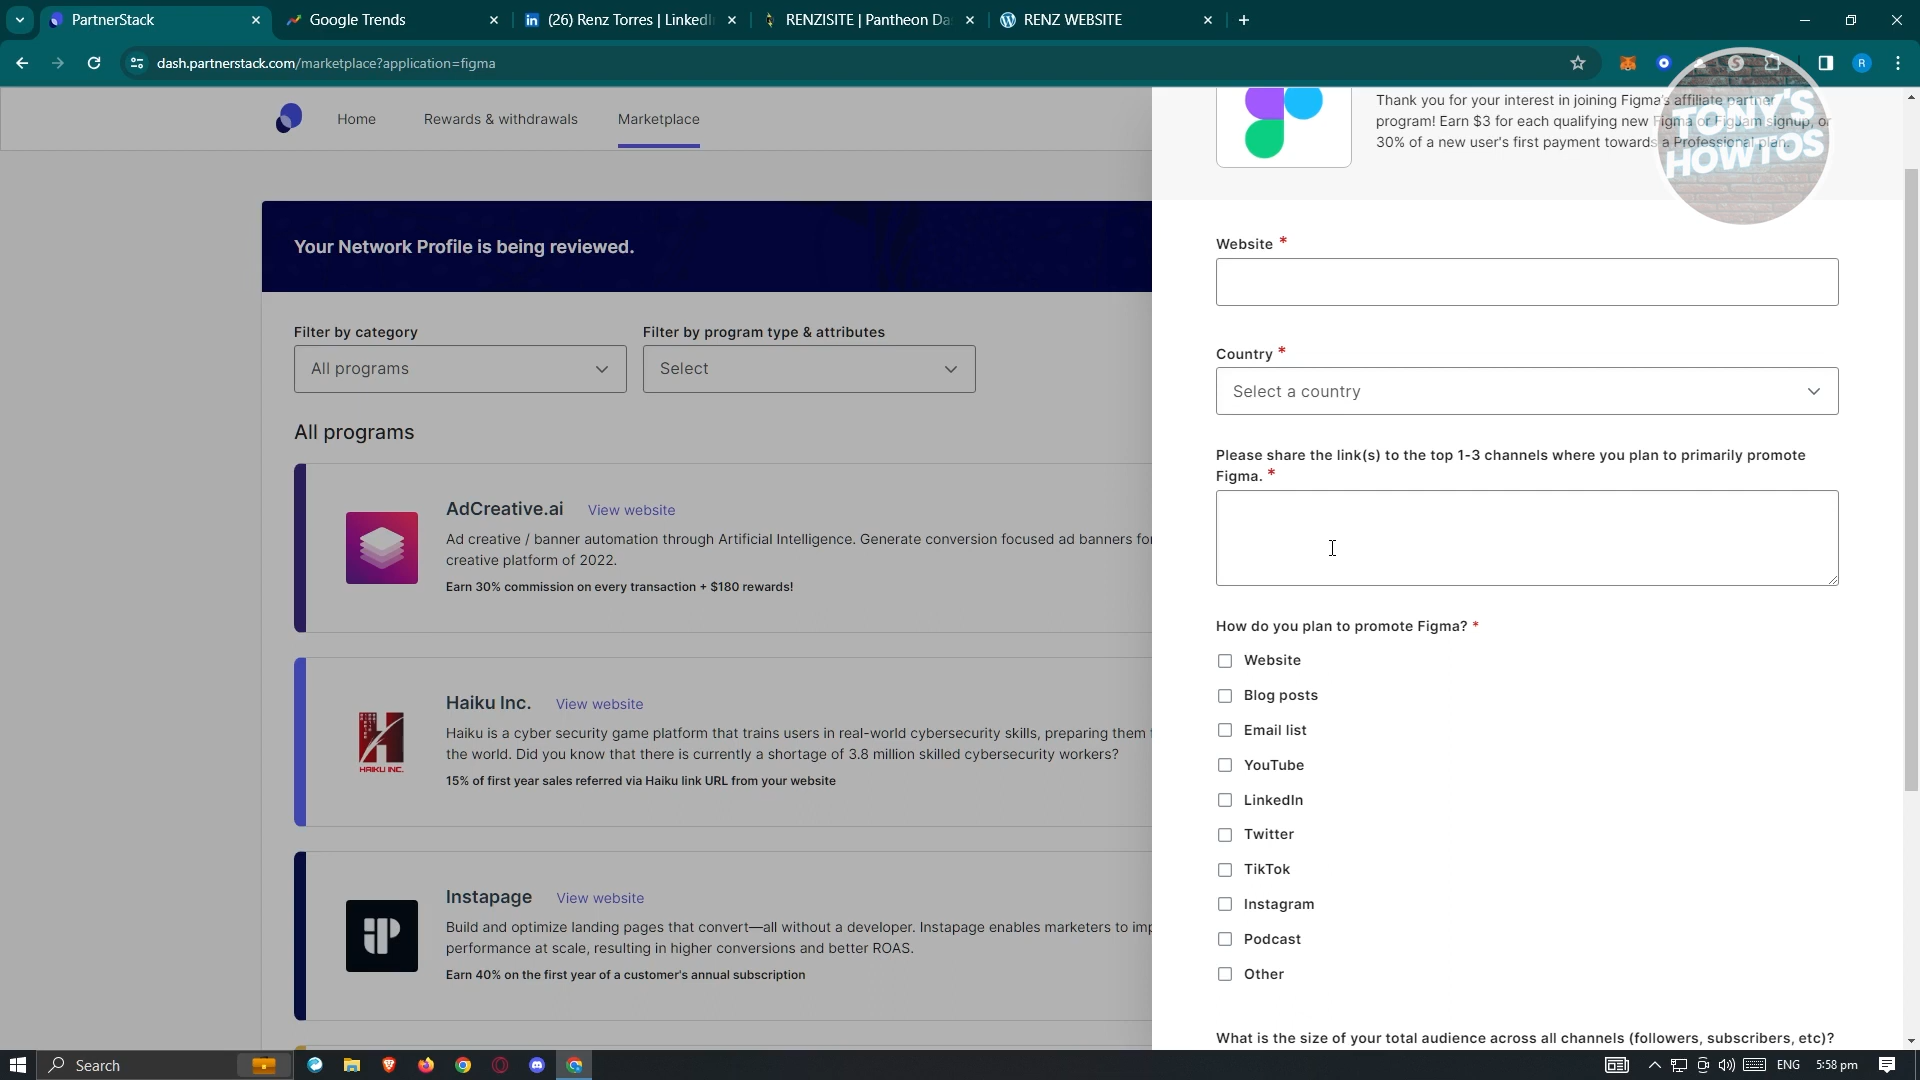 PartnerStack
Google Trends
(26) Renz Torres | LinkedIn
RENZISITE | Pantheon Da
RENZ WEBSITE
dash.partnerstack.com/marketplace?application=figma
R
Home
Rewards & withdrawals
Marketplace
Thank you for your interest in joining Figma's affiliate partner
program! Earn $3 for each qualifying new Figma or FigJam signup, or
30% of a new user's first payment towards a Professional plan.
TONY'S
HOWTOS
Your Network Profile is being reviewed.
Filter by category
Filter by program type & attributes
All programs
Select
All programs
AdCreative.ai
View website
Ad creative / banner automation through Artificial Intelligence. Generate conversion focused ad banners fo
creative platform of 2022.
Earn 30% commission on every transaction + $180 rewards!
Haiku Inc.
View website
Haiku is a cyber security game platform that trains users in real-world cybersecurity skills, preparing them
the world. Did you know that there is currently a shortage of 3.8 million skilled cybersecurity workers?
15% of first year sales referred via Haiku link URL from your website
HAIKU INC.
Instapage
View website
Build and optimize landing pages that convert—all without a developer. Instapage enables marketers to imp
performance at scale, resulting in higher conversions and better ROAS.
Earn 40% on the first year of a customer's annual subscription
Website *
Country *
Select a country
Please share the link(s) to the top 1-3 channels where you plan to primarily promote
Figma. *
How do you plan to promote Figma? *
Website
Blog posts
Email list
YouTube
LinkedIn
Twitter
TikTok
Instagram
Podcast
Other
What is the size of your total audience across all channels (followers, subscribers, etc)?
Search
ENG
5:58 pm